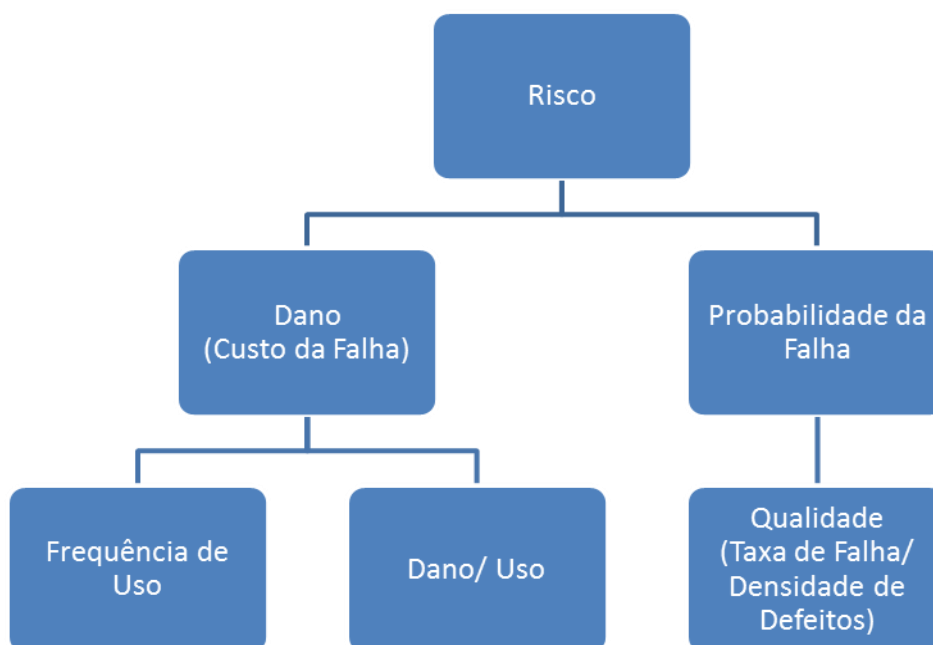 Risco
Dano
(Custo da Falha)
Probabilidade da
Falha
Frequência de
Uso
Dano/ Uso
Qualidade
(Taxa de Falha/
Densidade de
Defeitos)